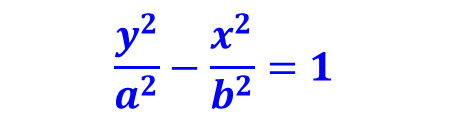 y²/a² − x²/b² = 1